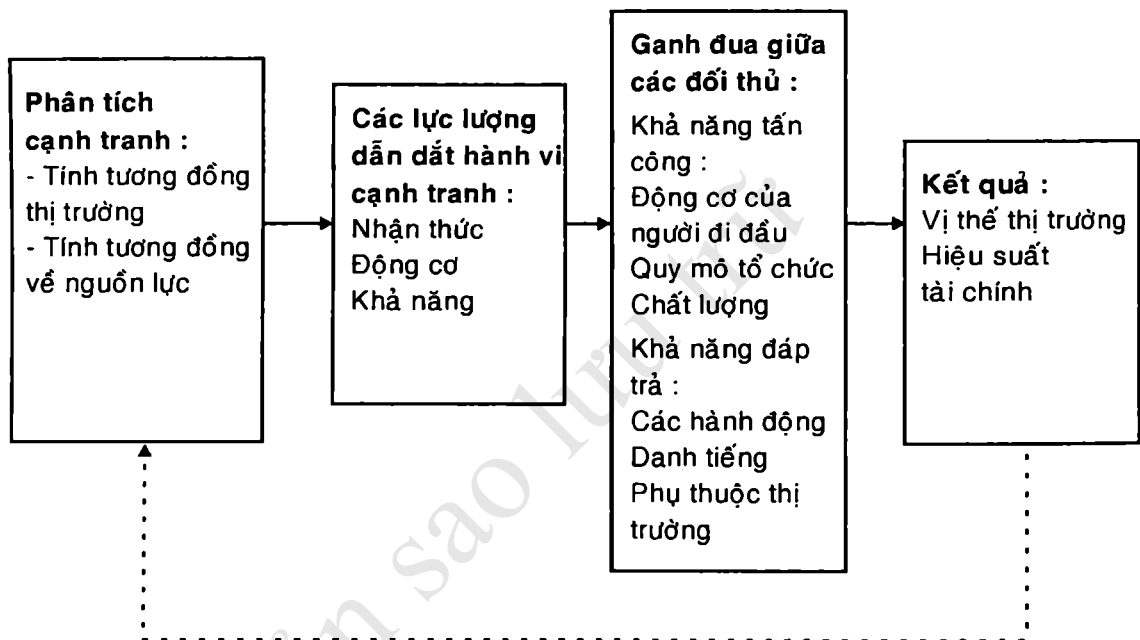 Phân tích
cạnh tranh :
- Tính tương đồng
thị trường
- Tính tương đồng
về nguồn lực
Các lực lượng
dẫn dắt hành vi
cạnh tranh :
Nhận thức
Động cơ
Khả năng
Ganh đua giữa
các đối thủ :
Khả năng tấn
công :
Động cơ của
người đi đầu
Quy mô tổ chức
Chất lượng
Khả năng đáp
trả :
Các hành động
Danh tiếng
Phụ thuộc thị
trường
Kết quả :
Vị thế thị trường
Hiệu suất
tài chính
sao lưu trữ